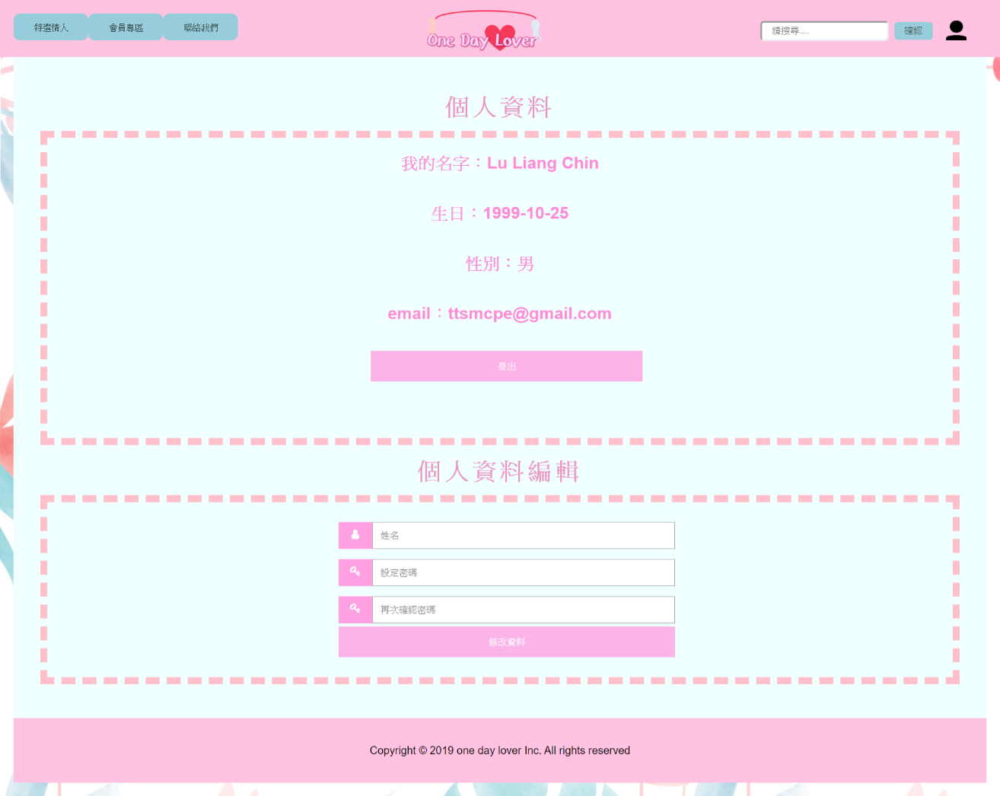 特選情人 會員專區 聯絡我們
One Day Lover
請搜尋.... 確認
個人資料
我的名字：Lu Liang Chin
生日：1999-10-25
性別：男
email：ttsmcpe@gmail.com
登出
個人資料編輯
姓名
設定密碼
再次確認密碼
修改資料
Copyright © 2019 one day lover Inc. All rights reserved